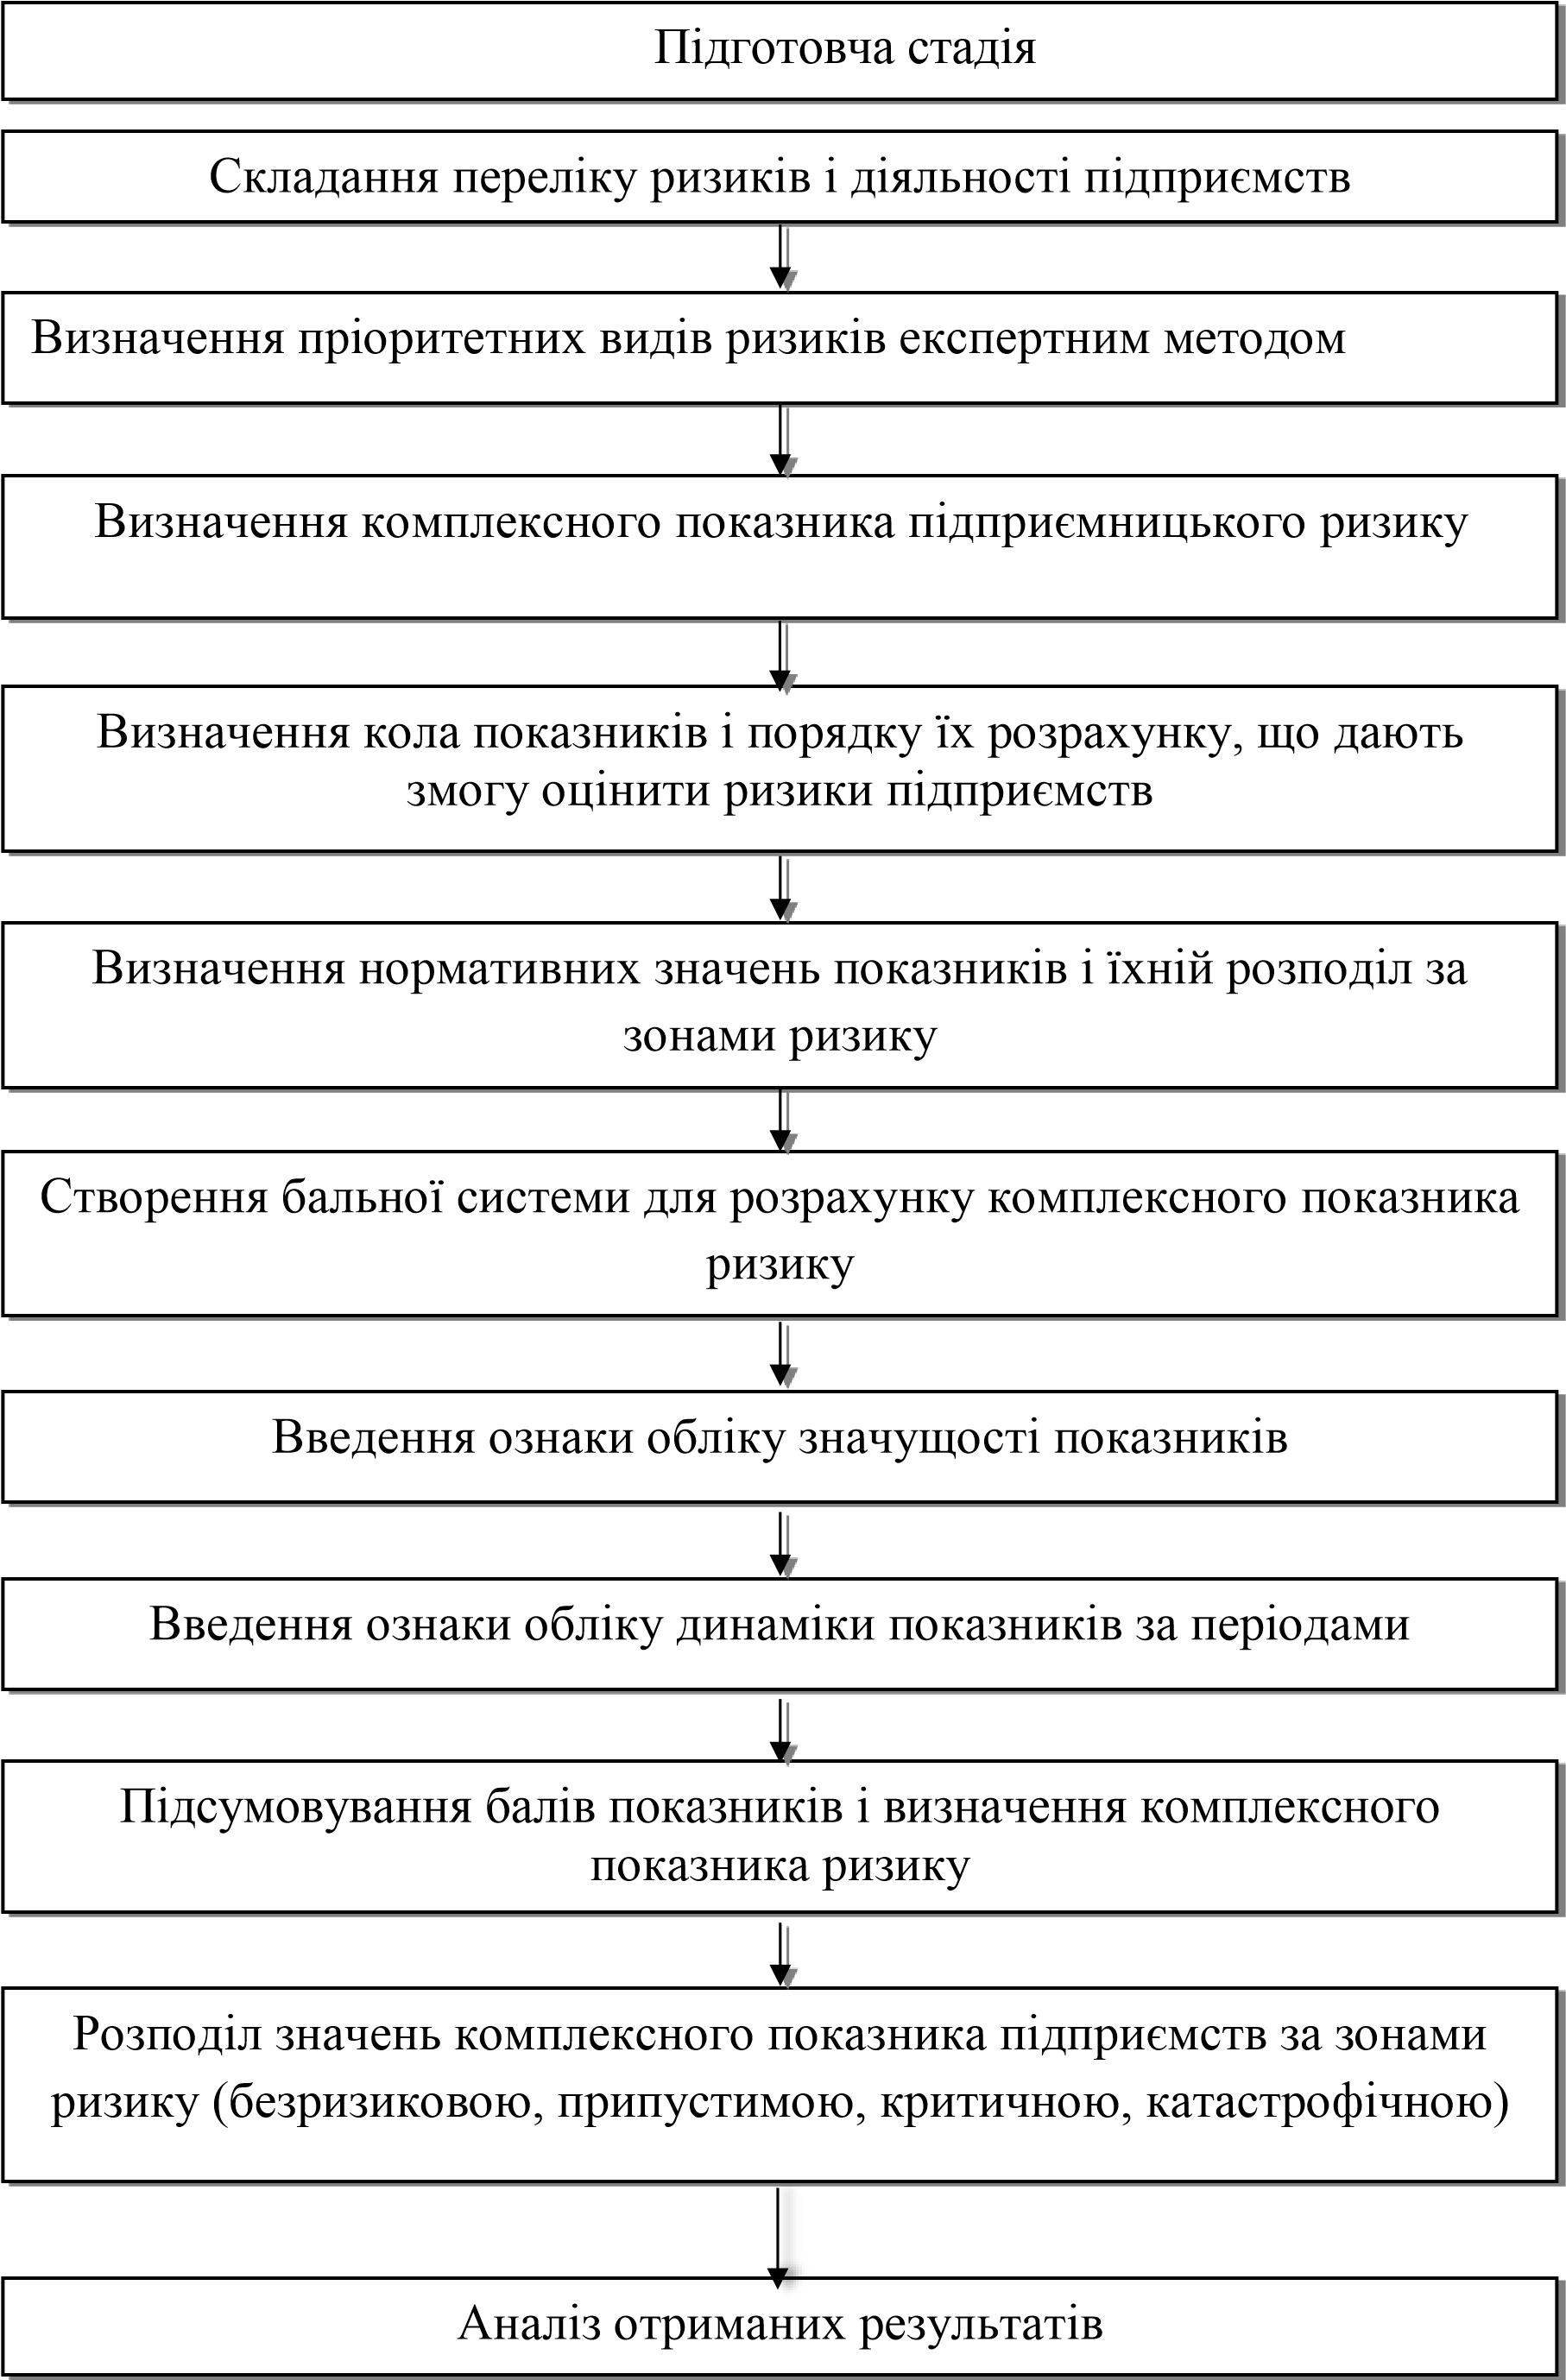 Підготовча стадія
Складання переліку ризиків і діяльності підприємств
Визначення пріоритетних видів ризиків експертним методом
Визначення комплексного показника підприємницького ризику
Визначення кола показників і порядку їх розрахунку, що дають
змогу оцінити ризики підприємств
Визначення нормативних значень показників і їхній розподіл за
зонами ризику
Створення бальної системи для розрахунку комплексного показника
ризику
Введення ознаки обліку значущості показників
Введення ознаки обліку динаміки показників за періодами
Підсумовування балів показників і визначення комплексного
показника ризику
Розподіл значень комплексного показника підприємств за зонами
ризику (безризиковою, припустимою, критичною, катастрофічною)
Аналіз отриманих результатів